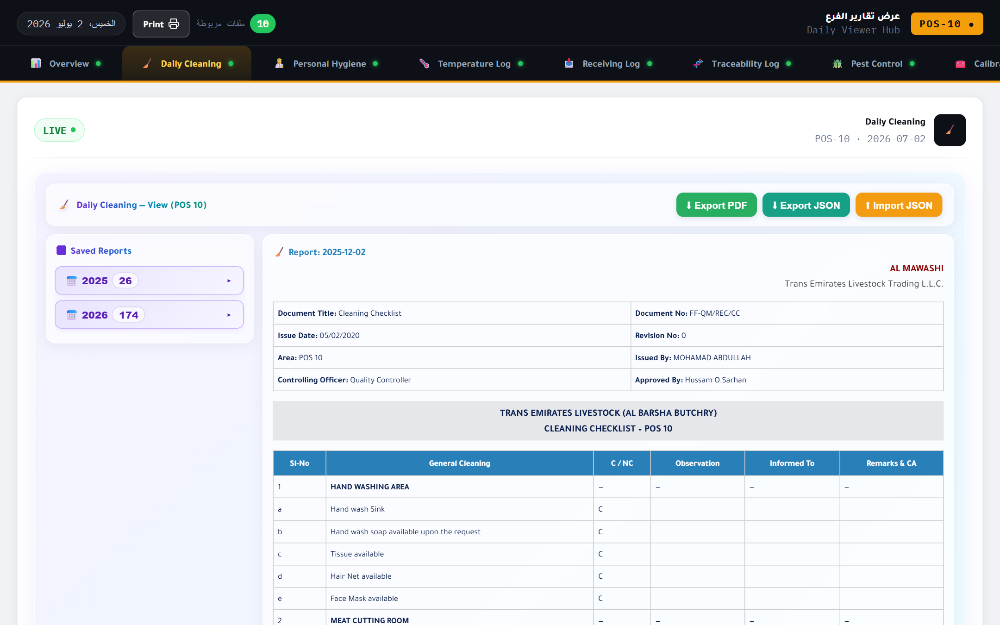 الخميس، 2 يوليو 2026
Print
ملفات مربوطة
10
عرض تقارير الفرع
Daily Viewer Hub
POS-10
Overview
Daily Cleaning
Personal Hygiene
Temperature Log
Receiving Log
Traceability Log
Pest Control
Calibra
LIVE
Daily Cleaning
POS-10 · 2026-07-02
Daily Cleaning — View (POS 10)
⬇ Export PDF
⬇ Export JSON
⬆ Import JSON
Saved Reports
2025 26
2026 174
Report: 2025-12-02
AL MAWASHI
Trans Emirates Livestock Trading L.L.C.
Document Title: Cleaning Checklist
Document No: FF-QM/REC/CC
Issue Date: 05/02/2020
Revision No: 0
Area: POS 10
Issued By: MOHAMAD ABDULLAH
Controlling Officer: Quality Controller
Approved By: Hussam O.Sarhan
TRANS EMIRATES LIVESTOCK (AL BARSHA BUTCHRY)
CLEANING CHECKLIST - POS 10
Sl-No General Cleaning C / NC Observation Informed To Remarks & CA
1 HAND WASHING AREA — — — —
a Hand wash Sink C
b Hand wash soap available upon the request C
c Tissue available C
d Hair Net available C
e Face Mask available C
2 MEAT CUTTING ROOM — — — —